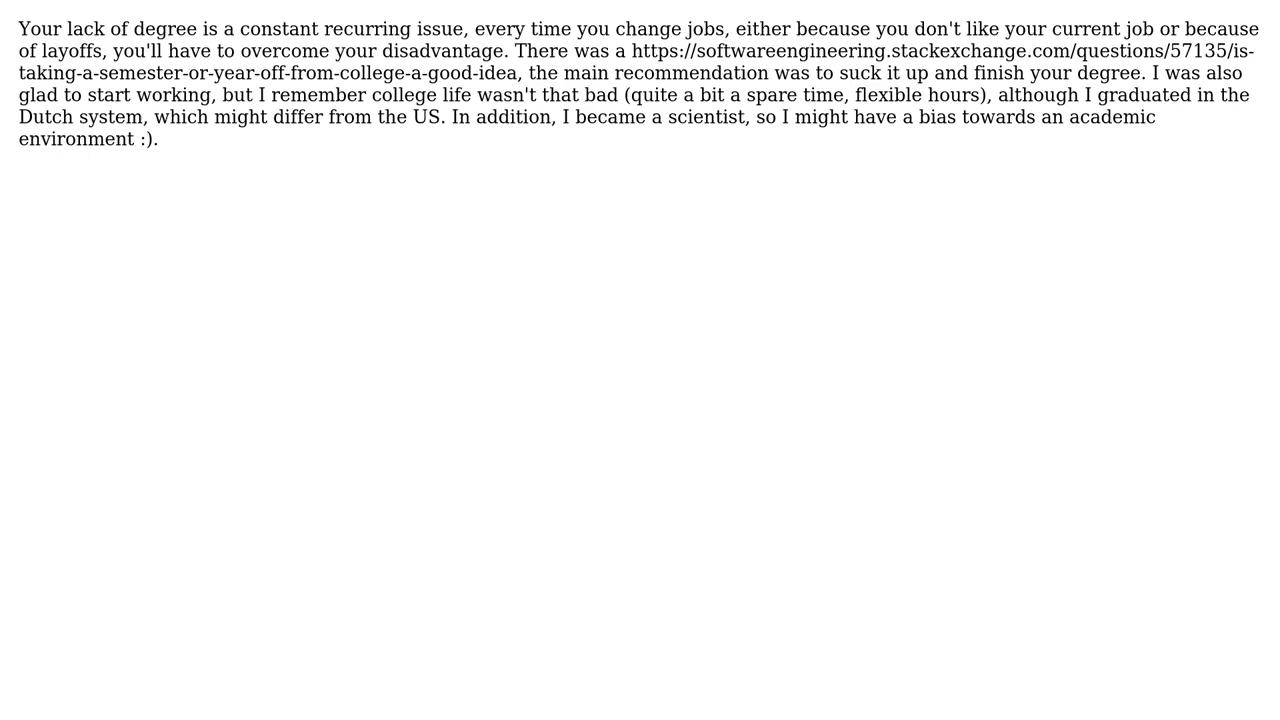 Your lack of degree is a constant recurring issue, every time you change jobs, either because you don't like your current job or because
of layoffs, you'll have to overcome your disadvantage. There was a https://softwareengineering.stackexchange.com/questions/57135/is-
taking-a-semester-or-year-off-from-college-a-good-idea, the main recommendation was to suck it up and finish your degree. I was also
glad to start working, but I remember college life wasn't that bad (quite a bit a spare time, flexible hours), although I graduated in the
Dutch system, which might differ from the US. In addition, I became a scientist, so I might have a bias towards an academic
environment :).